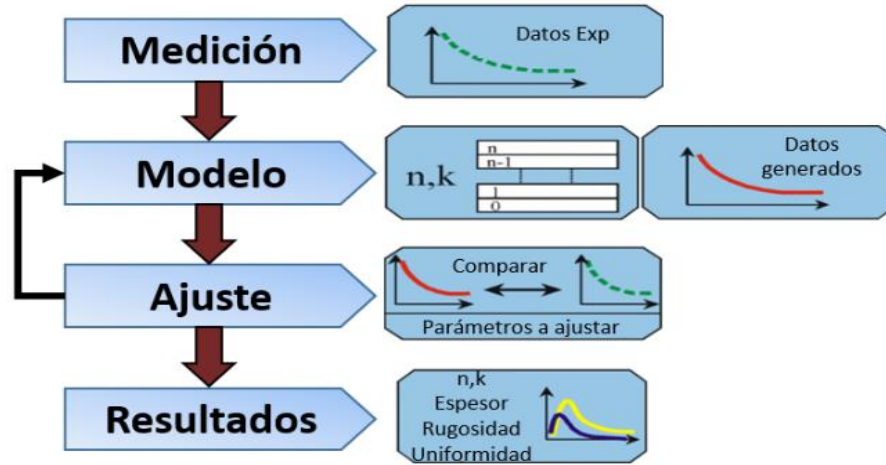 Medición
Datos Exp
Modelo
n,k
n
n-1
1
0
Datos
generados
Ajuste
Comparar
Parámetros a ajustar
Resultados
n,k
Espesor
Rugosidad
Uniformidad